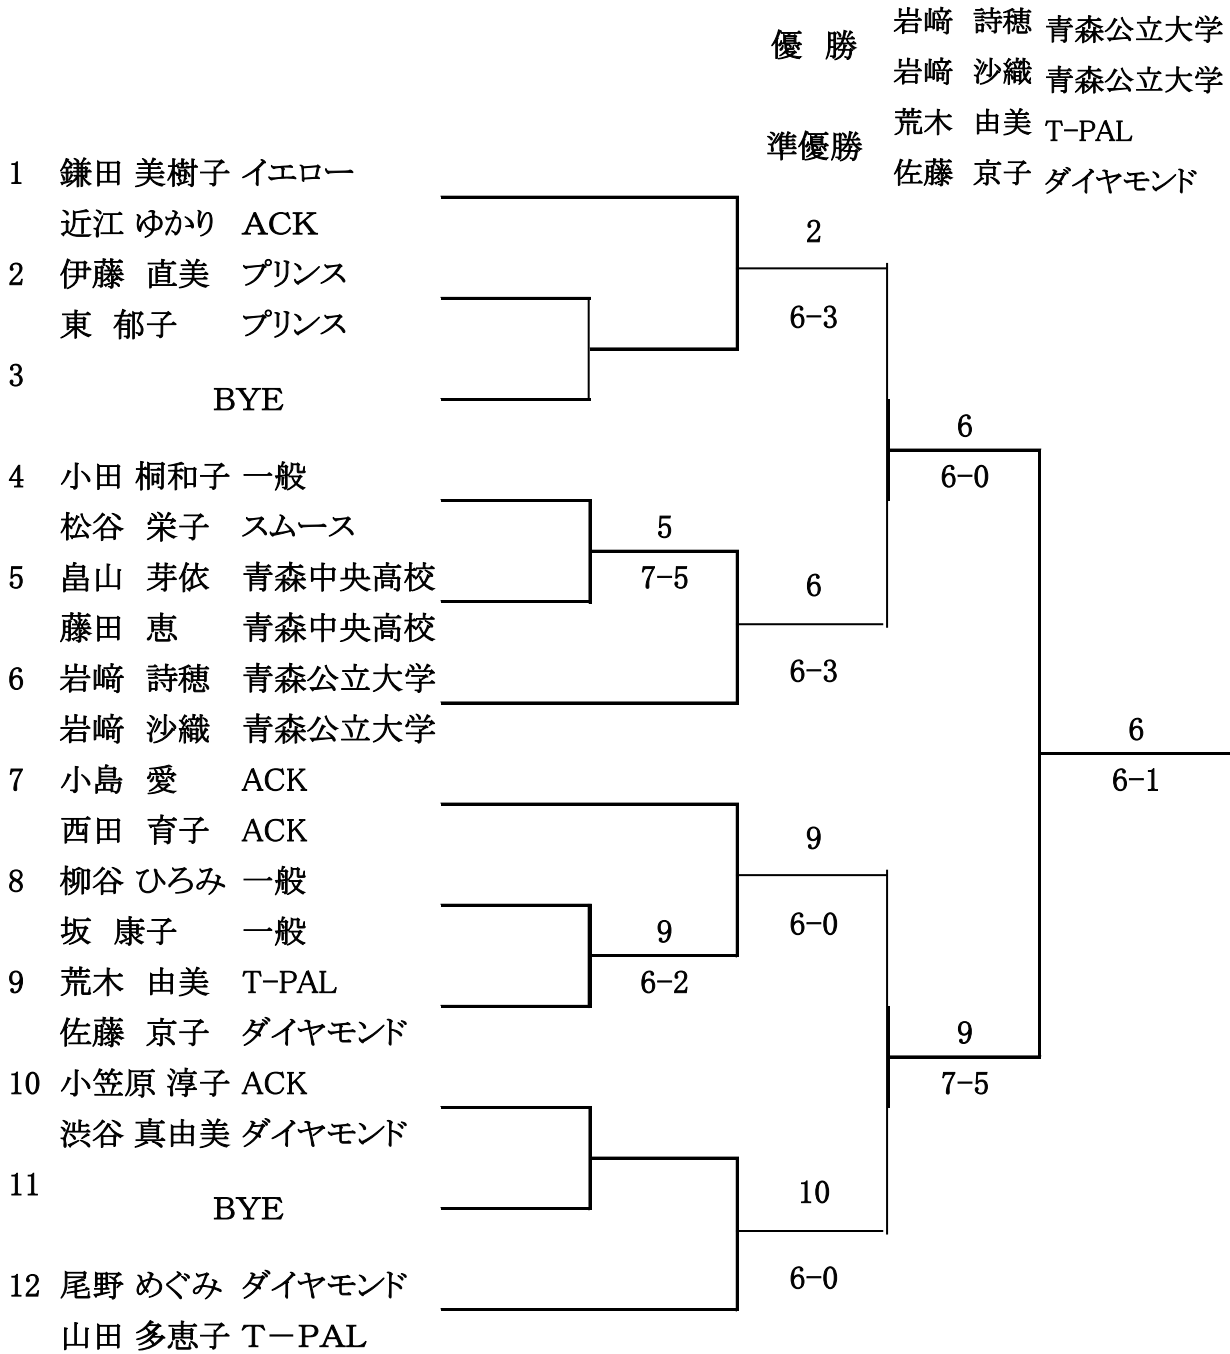 優 勝
岩﨑 詩穂 青森公立大学
岩﨑 沙織 青森公立大学
準優勝
荒木 由美 T-PAL
佐藤 京子 ダイヤモンド
1 鎌田 美樹子 イエロー
近江 ゆかり ACK
2
2 伊藤 直美 プリンス
6-3
東 郁子 プリンス
3
BYE
6
4 小田 桐和子 一般
6-0
松谷 栄子 スムース
5
5 畠山 芽依 青森中央高校
7-5
6
藤田 恵 青森中央高校
6 岩﨑 詩穂 青森公立大学
6-3
岩﨑 沙織 青森公立大学
6
7 小島 愛 ACK
6-1
西田 育子 ACK
9
8 柳谷 ひろみ 一般
坂 康子 一般
9
6-0
9 荒木 由美 T-PAL
6-2
佐藤 京子 ダイヤモンド
9
10 小笠原 淳子 ACK
7-5
渋谷 真由美 ダイヤモンド
11
10
BYE
12 尾野 めぐみ ダイヤモンド
6-0
山田 多恵子 T－PAL